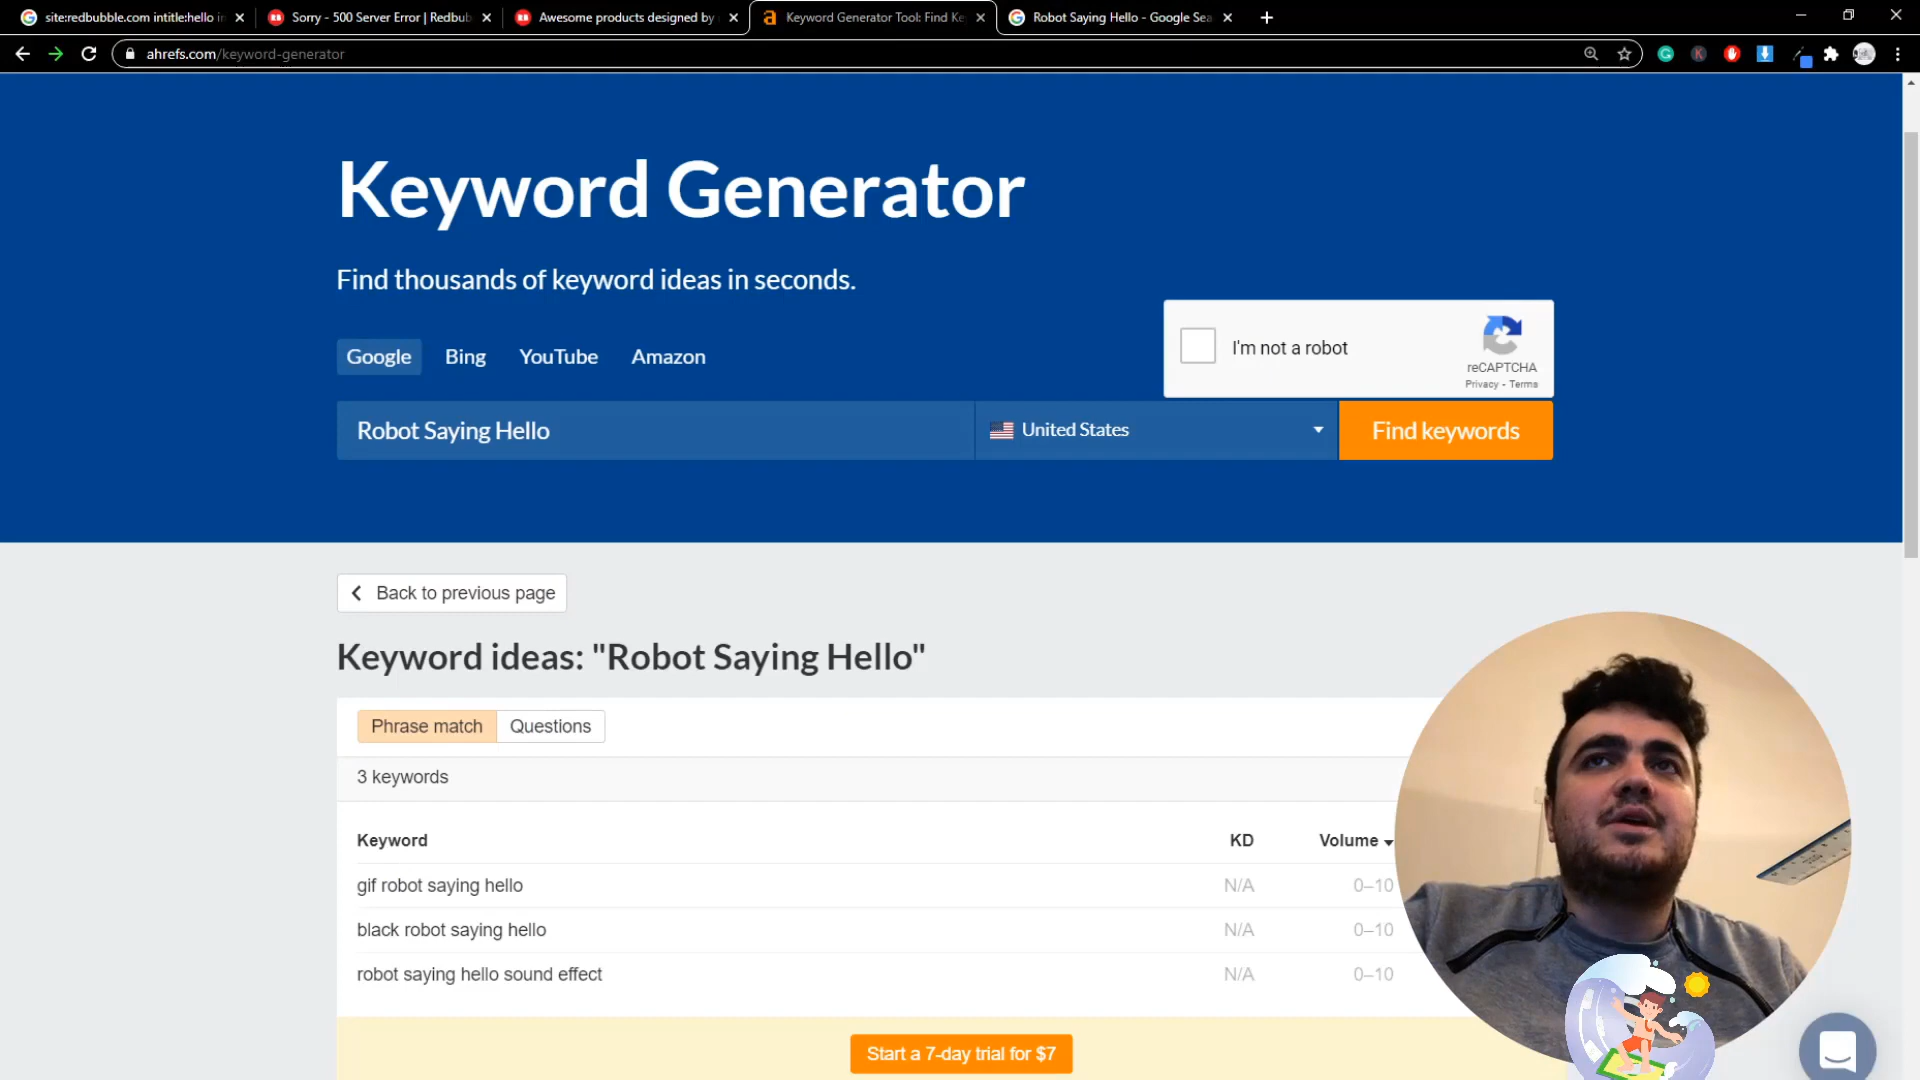 site:redbubble.com intitle:hello in
Sorry - 500 Server Error | Redbub
Awesome products designed by
Keyword Generator Tool: Find Ke
Robot Saying Hello - Google Sea
ahrefs.com/keyword-generator
Keyword Generator
Find thousands of keyword ideas in seconds.
Google
Bing
YouTube
Amazon
I'm not a robot
reCAPTCHA
Privacy - Terms
Robot Saying Hello
United States
Find keywords
Back to previous page
Keyword ideas: "Robot Saying Hello"
Phrase match
Questions
3 keywords
Keyword KD Volume
gif robot saying hello N/A 0–10
black robot saying hello N/A 0–10
robot saying hello sound effect N/A 0–10
Start a 7-day trial for $7